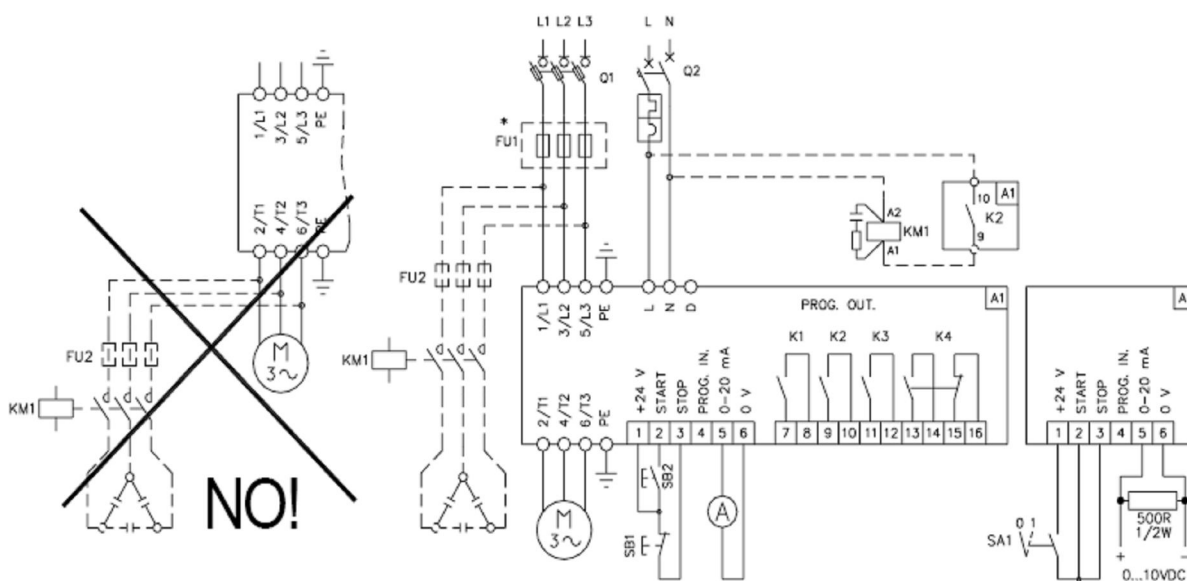 1/L1 3/L2 5/L3 PE
2/T1 4/T2 6/T3 PE
M
3~
FU2
KM1
NO!
L1 L2 L3
Q1
*
FU1
FU2
KM1
L N
Q2
A2
KM1
A1
A1
10
K2
9
1/L1 3/L2 5/L3 PE L N D
PROG. OUT.
A1
K1 K2 K3 K4
2/T1 4/T2 6/T3 PE
+24 V START STOP PROG. IN. 0-20 mA 0 V
1 2 3 4 5 6 7 8 9 10 11 12 13 14 15 16
M
3~
SB2
SB1
A
A
+24 V START STOP PROG. IN. 0-20 mA 0 V
1 2 3 4 5 6
0 1
SA1
500R
1/2W
+ -
0...10VDC